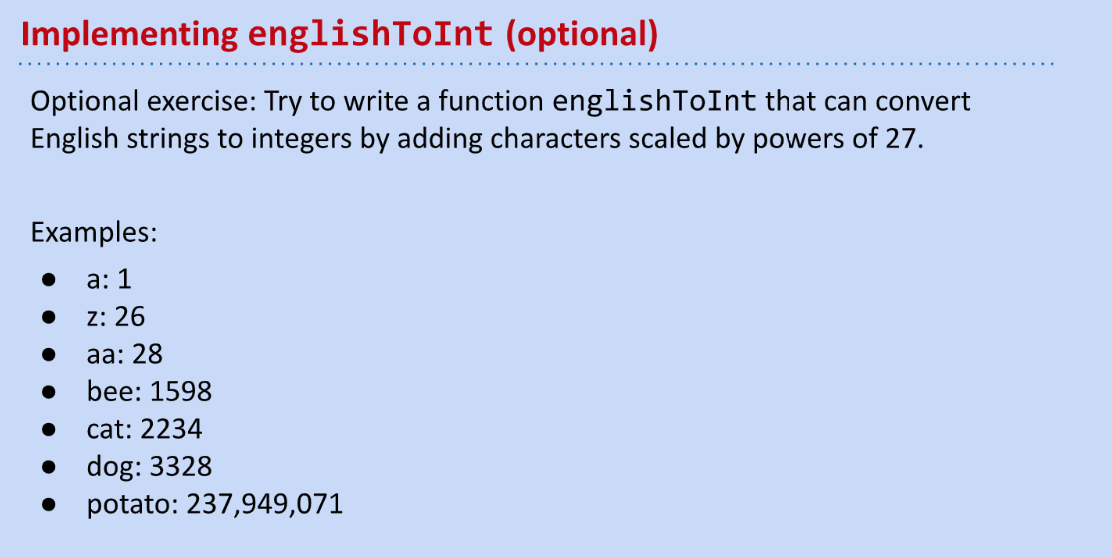 Implementing englishToInt (optional)
Optional exercise: Try to write a function englishToInt that can convert
English strings to integers by adding characters scaled by powers of 27.
Examples:
● a: 1
● z: 26
● aa: 28
● bee: 1598
● cat: 2234
● dog: 3328
● potato: 237,949,071